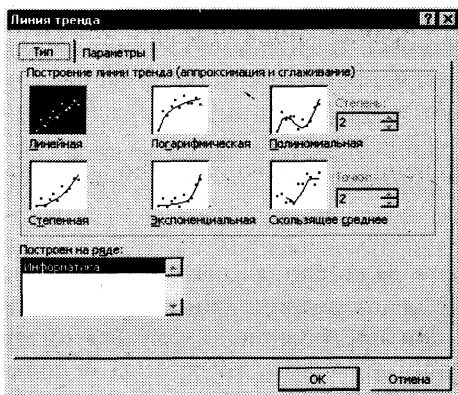 Линия тренда
Тип Параметры
Построение линии тренда (аппроксимация и сглаживание)
Линейная Логарифмическая Полиномиальная
Степень:
2
Степенная Экспоненциальная Скользящее среднее
Точки:
2
Построен на ряде:
Информатика
OK Отмена